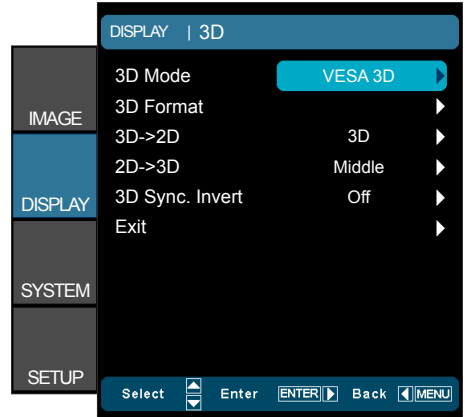 DISPLAY | 3D
IMAGE
DISPLAY
SYSTEM
SETUP
3D Mode VESA 3D
3D Format
3D->2D 3D
2D->3D Middle
3D Sync. Invert Off
Exit
Select Enter ENTER Back MENU